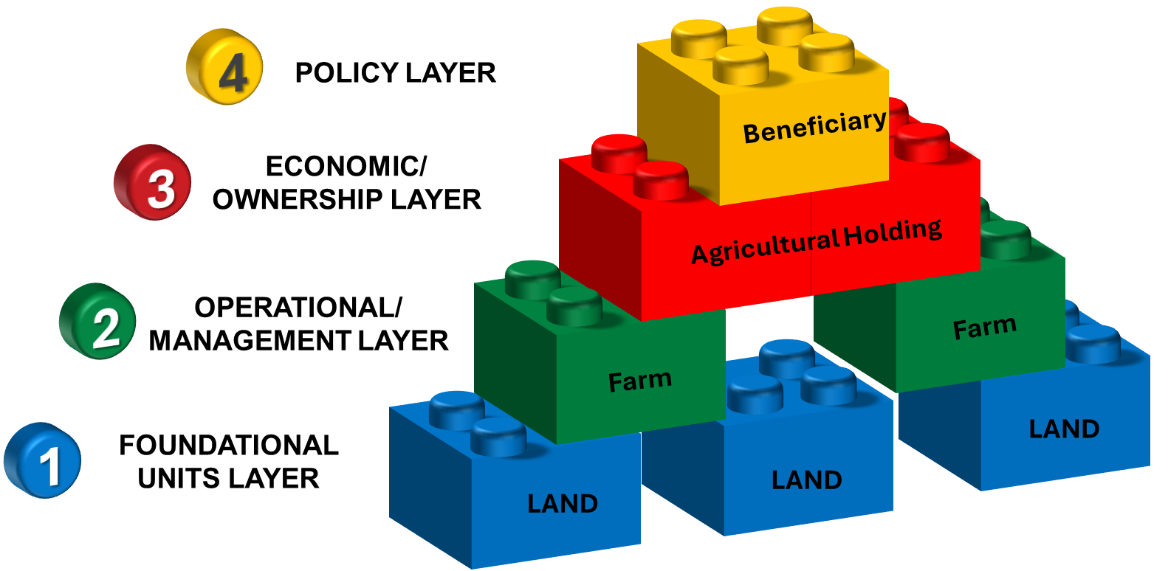 4
POLICY LAYER
Beneficiary
3
ECONOMIC/
OWNERSHIP LAYER
Agricultural Holding
2
OPERATIONAL/
MANAGEMENT LAYER
Farm
Farm
1
FOUNDATIONAL
UNITS LAYER
LAND
LAND
LAND